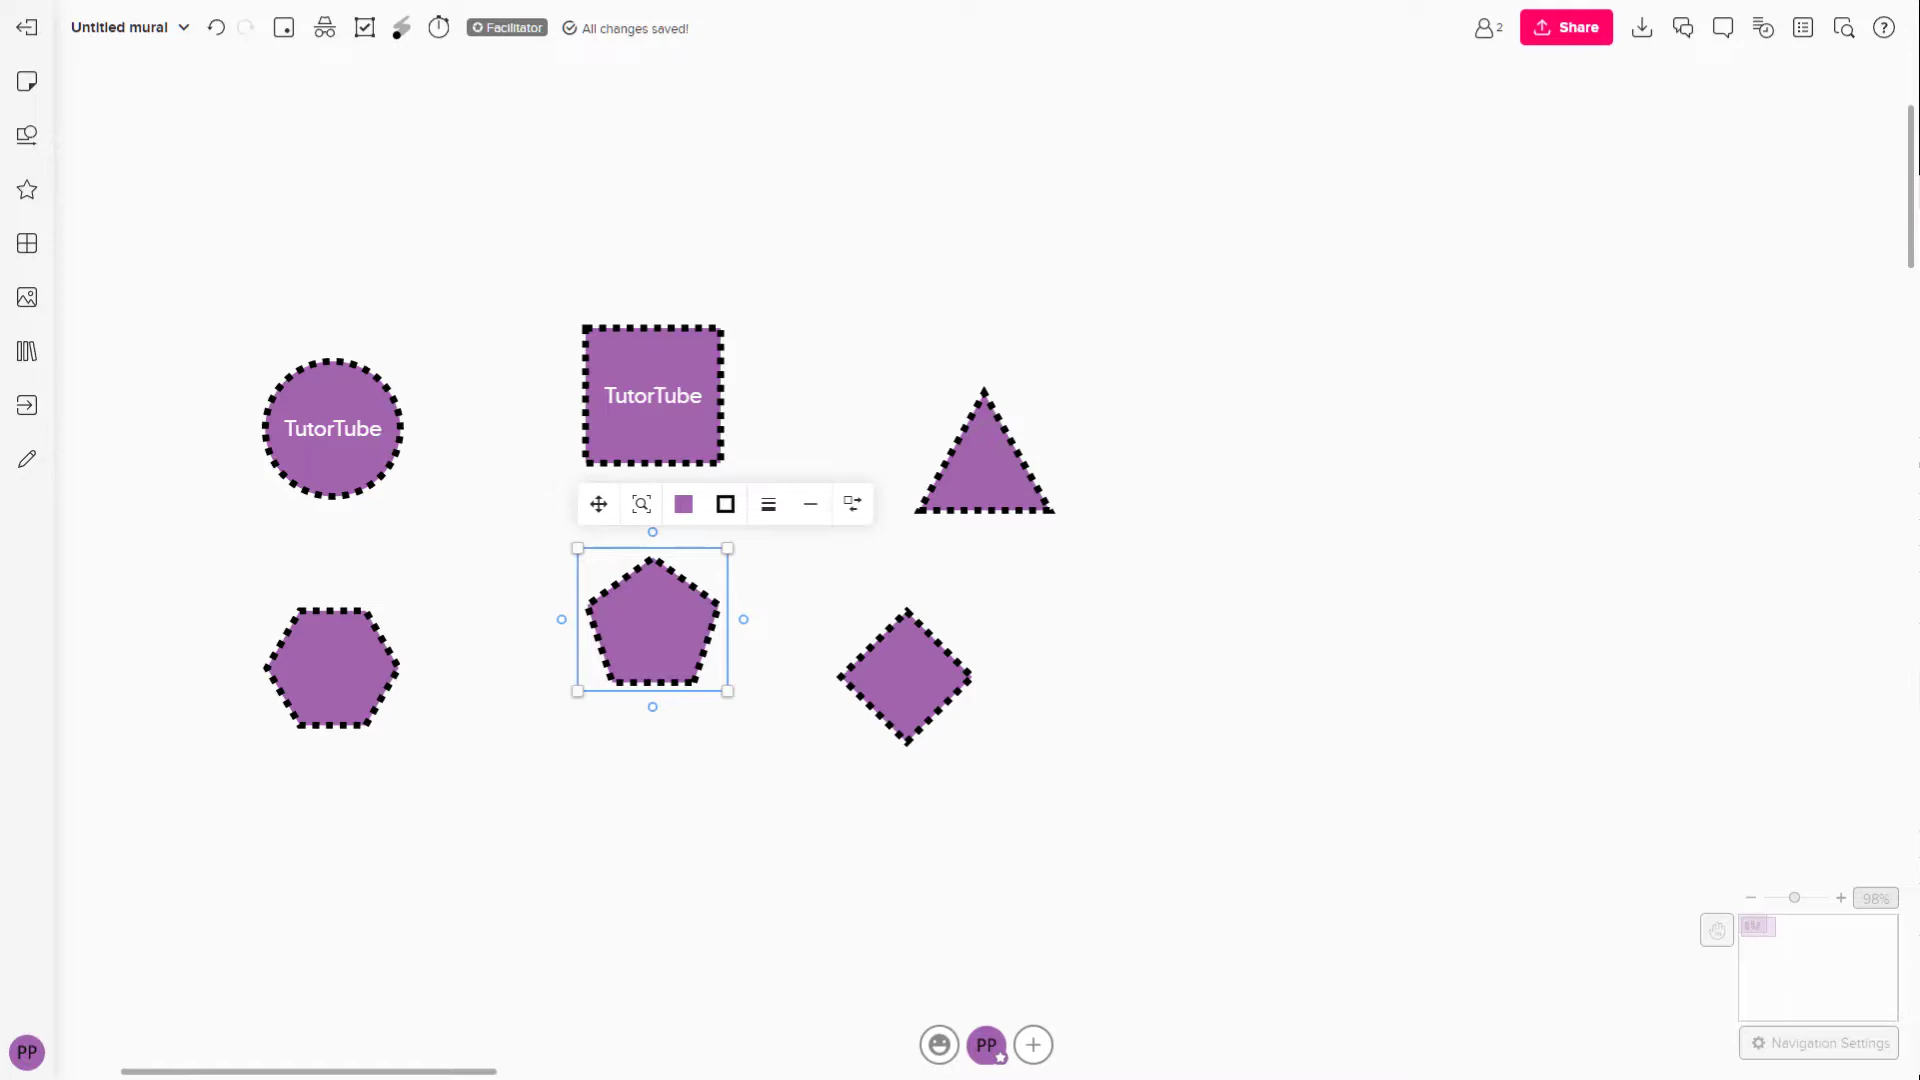 Untitled mural
Facilitator
All changes saved!
2
Share
TutorTube
TutorTube
98%
Navigation Settings
PP
PP